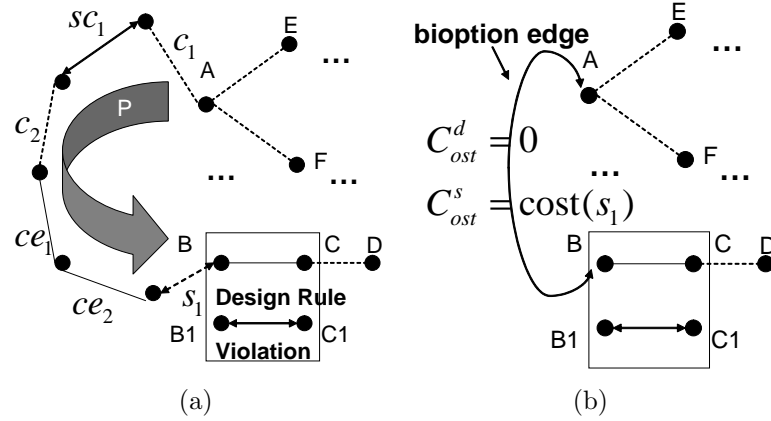 sc₁
c₁
A
E
...
P
c₂
F
...
...
ce₁
ce₂
s₁
B
C
D
Design Rule
B1
C1
Violation
(a)
bioption edge
A
E
...
C^d_ost = 0
F
...
...
C^s_ost = cost(s₁)
B
C
D
B1
C1
(b)